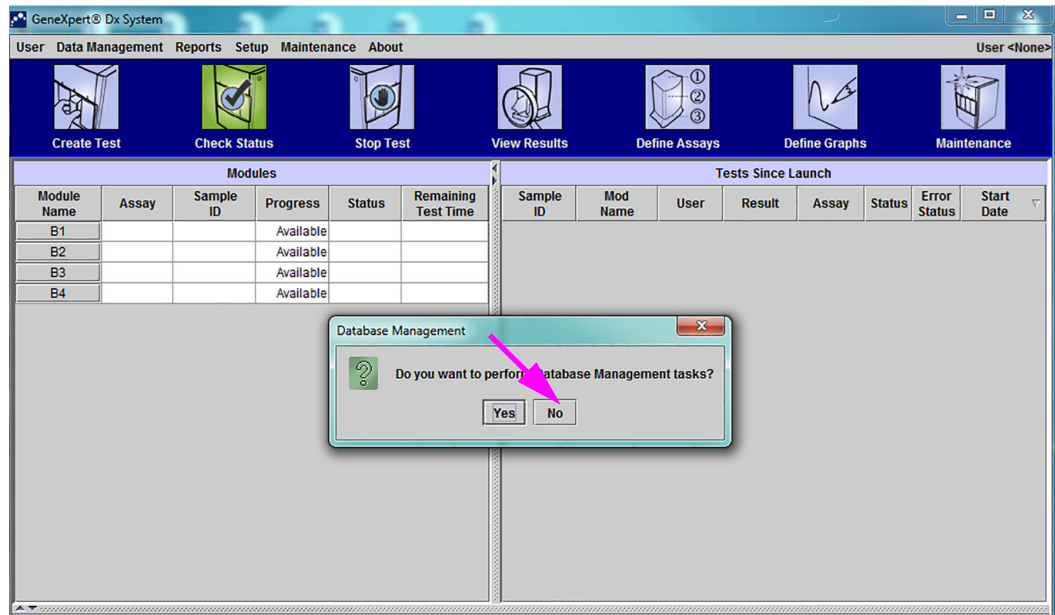 GeneXpert® Dx System
User Data Management Reports Setup Maintenance About User <None>
Create Test Check Status Stop Test View Results Define Assays Define Graphs Maintenance
1
2
3
Modules Tests Since Launch
Module Name Assay Sample ID Progress Status Remaining Test Time Sample ID Mod Name User Result Assay Status Error Status Start Date
B1 Available
B2 Available
B3 Available
B4 Available
Database Management
Do you want to perform Database Management tasks?
Yes No